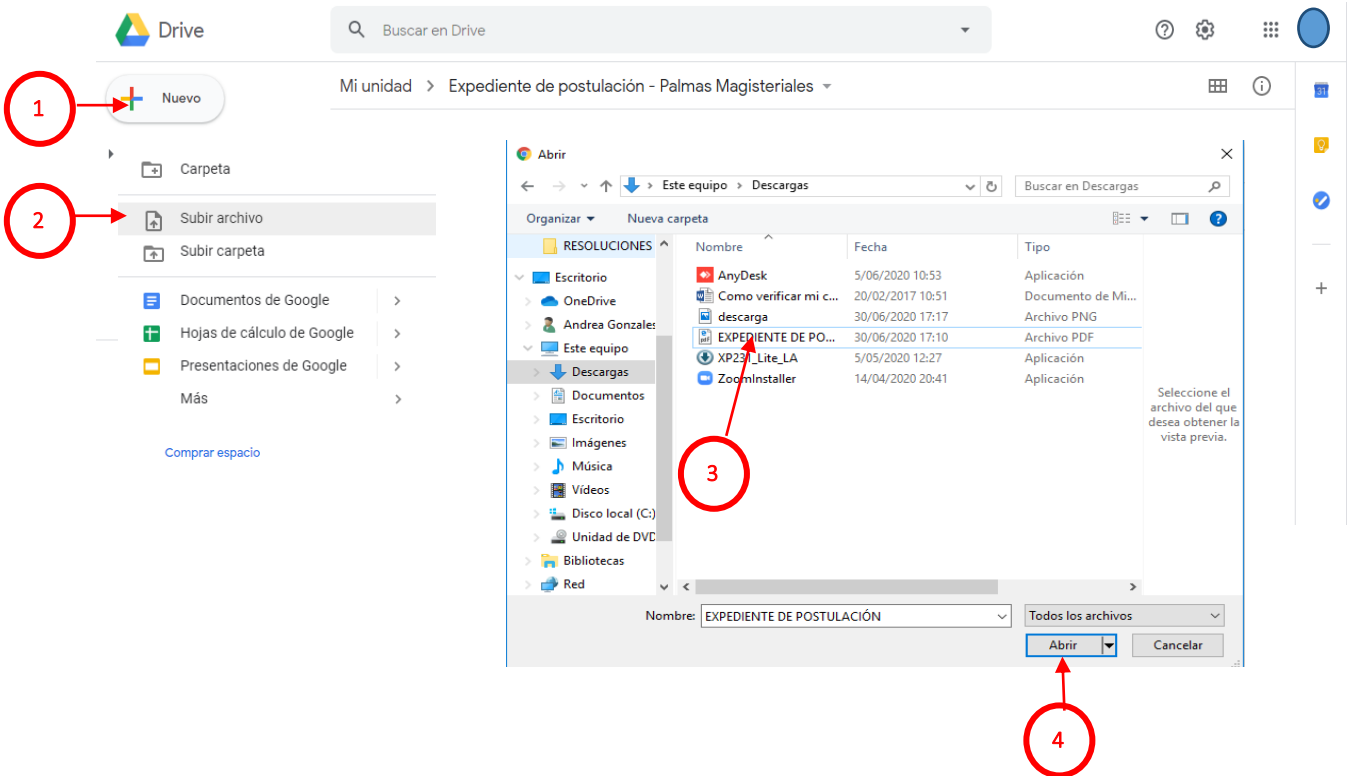 Drive
Buscar en Drive
1
Nuevo
Mi unidad > Expediente de postulación - Palmas Magisteriales
31
Carpeta
2
Subir archivo
Subir carpeta
Documentos de Google
Hojas de cálculo de Google
Presentaciones de Google
Más
Comprar espacio
Abrir
Este equipo > Descargas
Buscar en Descargas
Organizar
Nueva carpeta
RESOLUCIONES
Escritorio
OneDrive
Andrea Gonzales
Este equipo
Descargas
Documentos
Escritorio
Imágenes
Música
Vídeos
Disco local (C:)
Unidad de DVD
Bibliotecas
Red
Nombre Fecha Tipo
AnyDesk 5/06/2020 10:53 Aplicación
Como verificar mi c... 20/02/2017 10:51 Documento de Mi...
descarga 30/06/2020 17:17 Archivo PNG
EXPEDIENTE DE PO... 30/06/2020 17:10 Archivo PDF
XP231_Lite_LA 5/05/2020 12:27 Aplicación
ZoomInstaller 14/04/2020 20:41 Aplicación
Seleccione el
archivo del que
desea obtener la
vista previa.
3
Nombre: EXPEDIENTE DE POSTULACIÓN
Todos los archivos
Abrir
Cancelar
4